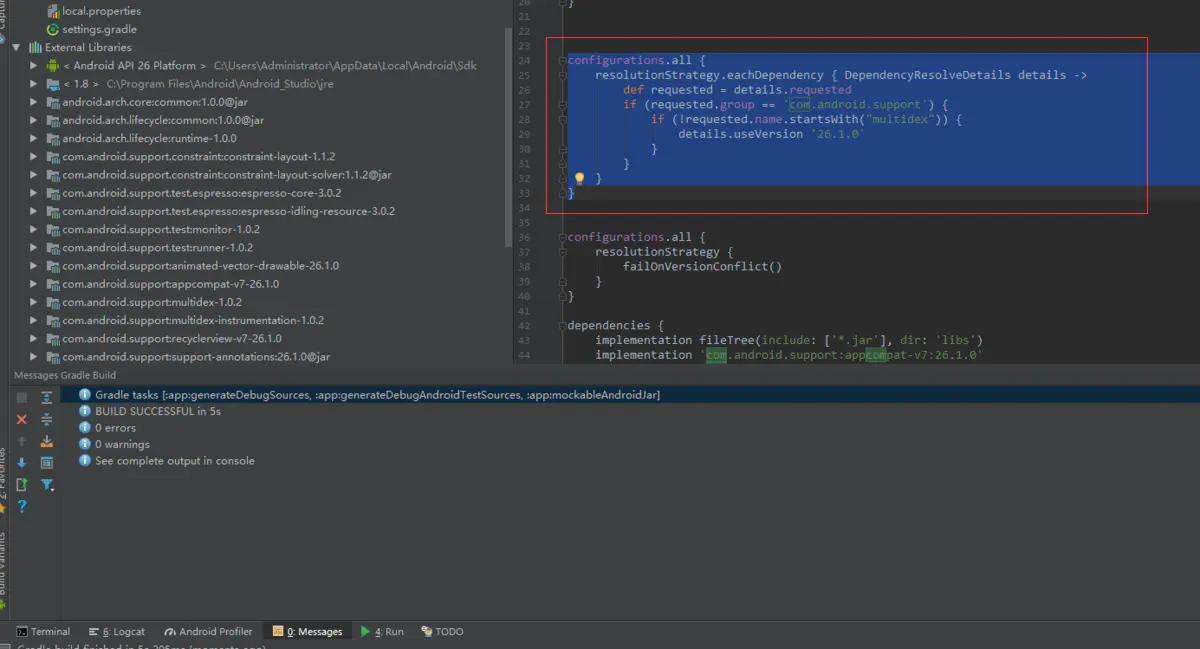 local.properties
settings.gradle
External Libraries
< Android API 26 Platform > C:\Users\Administrator\AppData\Local\Android\Sdk
< 1.8 > C:\Program Files\Android\Android_Studio\jre
android.arch.core:common:1.0.0@jar
android.arch.lifecycle:common:1.0.0@jar
android.arch.lifecycle:runtime-1.0.0
com.android.support.constraint:constraint-layout-1.1.2
com.android.support.constraint:constraint-layout-solver:1.1.2@jar
com.android.support.test.espresso:espresso-core-3.0.2
com.android.support.test.espresso:espresso-idling-resource-3.0.2
com.android.support.test:monitor-1.0.2
com.android.support.test:runner-1.0.2
com.android.support:animated-vector-drawable-26.1.0
com.android.support:appcompat-v7-26.1.0
com.android.support:multidex-1.0.2
com.android.support:multidex-instrumentation-1.0.2
com.android.support:recyclerview-v7-26.1.0
com.android.support:support-annotations:26.1.0@jar
20 }
21
22
23
24 configurations.all {
25 resolutionStrategy.eachDependency { DependencyResolveDetails details ->
26 def requested = details.requested
27 if (requested.group == 'com.android.support') {
28 if (!requested.name.startsWith("multidex")) {
29 details.useVersion '26.1.0'
30 }
31 }
32 }
33 }
34
35
36 configurations.all {
37 resolutionStrategy {
38 failOnVersionConflict()
39 }
40 }
41
42 dependencies {
43 implementation fileTree(include: ['*.jar'], dir: 'libs')
44 implementation 'com.android.support:appcompat-v7:26.1.0'
Messages Gradle Build
Gradle tasks [:app:generateDebugSources, :app:generateDebugAndroidTestSources, :app:mockableAndroidJar]
BUILD SUCCESSFUL in 5s
0 errors
0 warnings
See complete output in console
2: Favorites
Build Variants
Terminal 6: Logcat Android Profiler 0: Messages 4: Run TODO